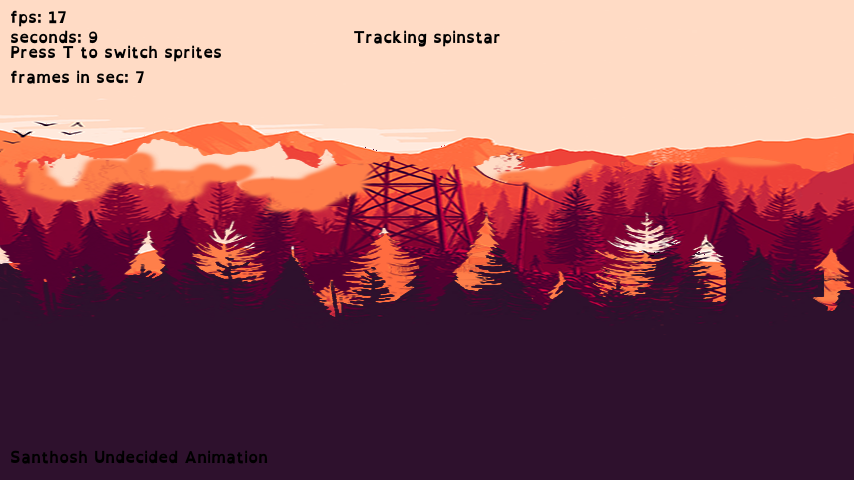 fps: 17
seconds: 9
Tracking spinstar
Press T to switch sprites
frames in sec: 7
Santhosh Undecided Animation